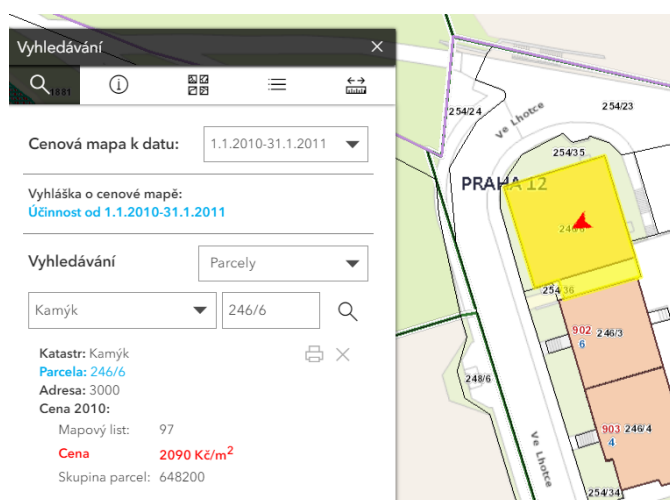 Vyhledávání
1881
Cenová mapa k datu:
1.1.2010-31.1.2011
Vyhláška o cenové mapě:
Účinnost od 1.1.2010-31.1.2011
Vyhledávání
Parcely
Kamýk
246/6
Katastr: Kamýk
Parcela: 246/6
Adresa: 3000
Cena 2010:
Mapový list: 97
Cena 2090 Kč/m²
Skupina parcel: 648200
254/24
Ve Lhotce
254/23
254/35
PRAHA 12
246/6
254/36
902
246/3
6
248/6
903
246/4
4
Ve Lhotce
254/34